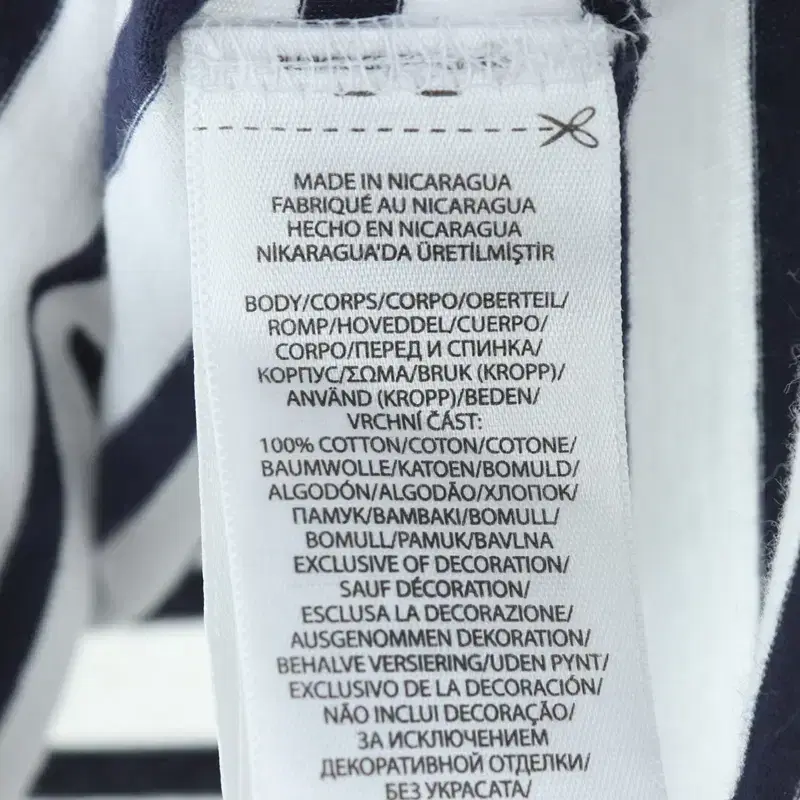 MADE IN NICARAGUA
FABRIQUÉ AU NICARAGUA
HECHO EN NICARAGUA
NİKARAGUA'DA ÜRETİLMİŞTİR
BODY/CORPS/CORPO/OBERTEIL/
ROMP/HOVEDDEL/CUERPO/
CORPO/ПЕРЕД И СПИНКА/
КОРПУС/ΣΩΜΑ/BRUK (KROPP)/
ANVÄND (KROPP)/BEDEN/
VRCHNÍ ČÁST:
100% COTTON/COTON/COTONE/
BAUMWOLLE/KATOEN/BOMULD/
ALGODÓN/ALGODÃO/ХЛОПОК/
ПАМУК/ΒΑΜΒΑΚΙ/BOMULL/
BOMULL/PAMUK/BAVLNA
EXCLUSIVE OF DECORATION/
SAUF DÉCORATION/
ESCLUSA LA DECORAZIONE/
AUSGENOMMEN DEKORATION/
BEHALVE VERSIERING/UDEN PYNT/
EXCLUSIVO DE LA DECORACIÓN/
NÃO INCLUI DECORAÇÃO/
ЗА ИСКЛЮЧЕНИЕМ
ДЕКОРАТИВНОЙ ОТДЕЛКИ/
БЕЗ УКРАСАТА/